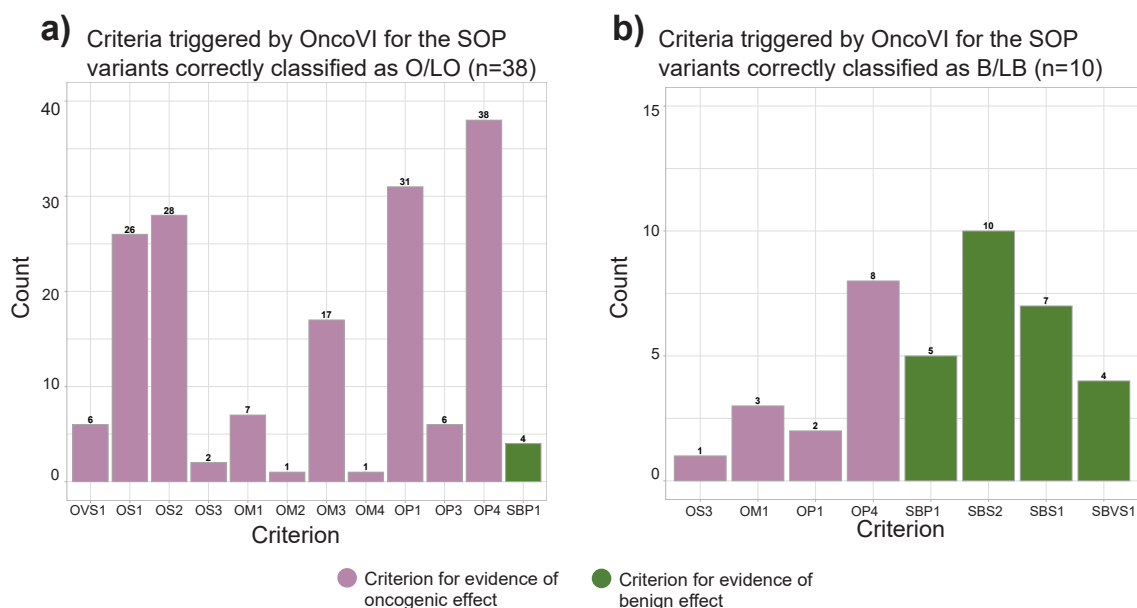 a) Criteria triggered by OncoVI for the SOP
variants correctly classified as O/LO (n=38)
40
30
20
10
0
Count
6
26
28
2
7
1
17
1
31
6
38
4
OVS1 OS1 OS2 OS3 OM1 OM2 OM3 OM4 OP1 OP3 OP4 SBP1
Criterion
b) Criteria triggered by OncoVI for the SOP
variants correctly classified as B/LB (n=10)
15
10
5
0
Count
1
3
2
8
5
10
7
4
OS3 OM1 OP1 OP4 SBP1 SBS2 SBS1 SBVS1
Criterion
Criterion for evidence of
oncogenic effect
Criterion for evidence of
benign effect